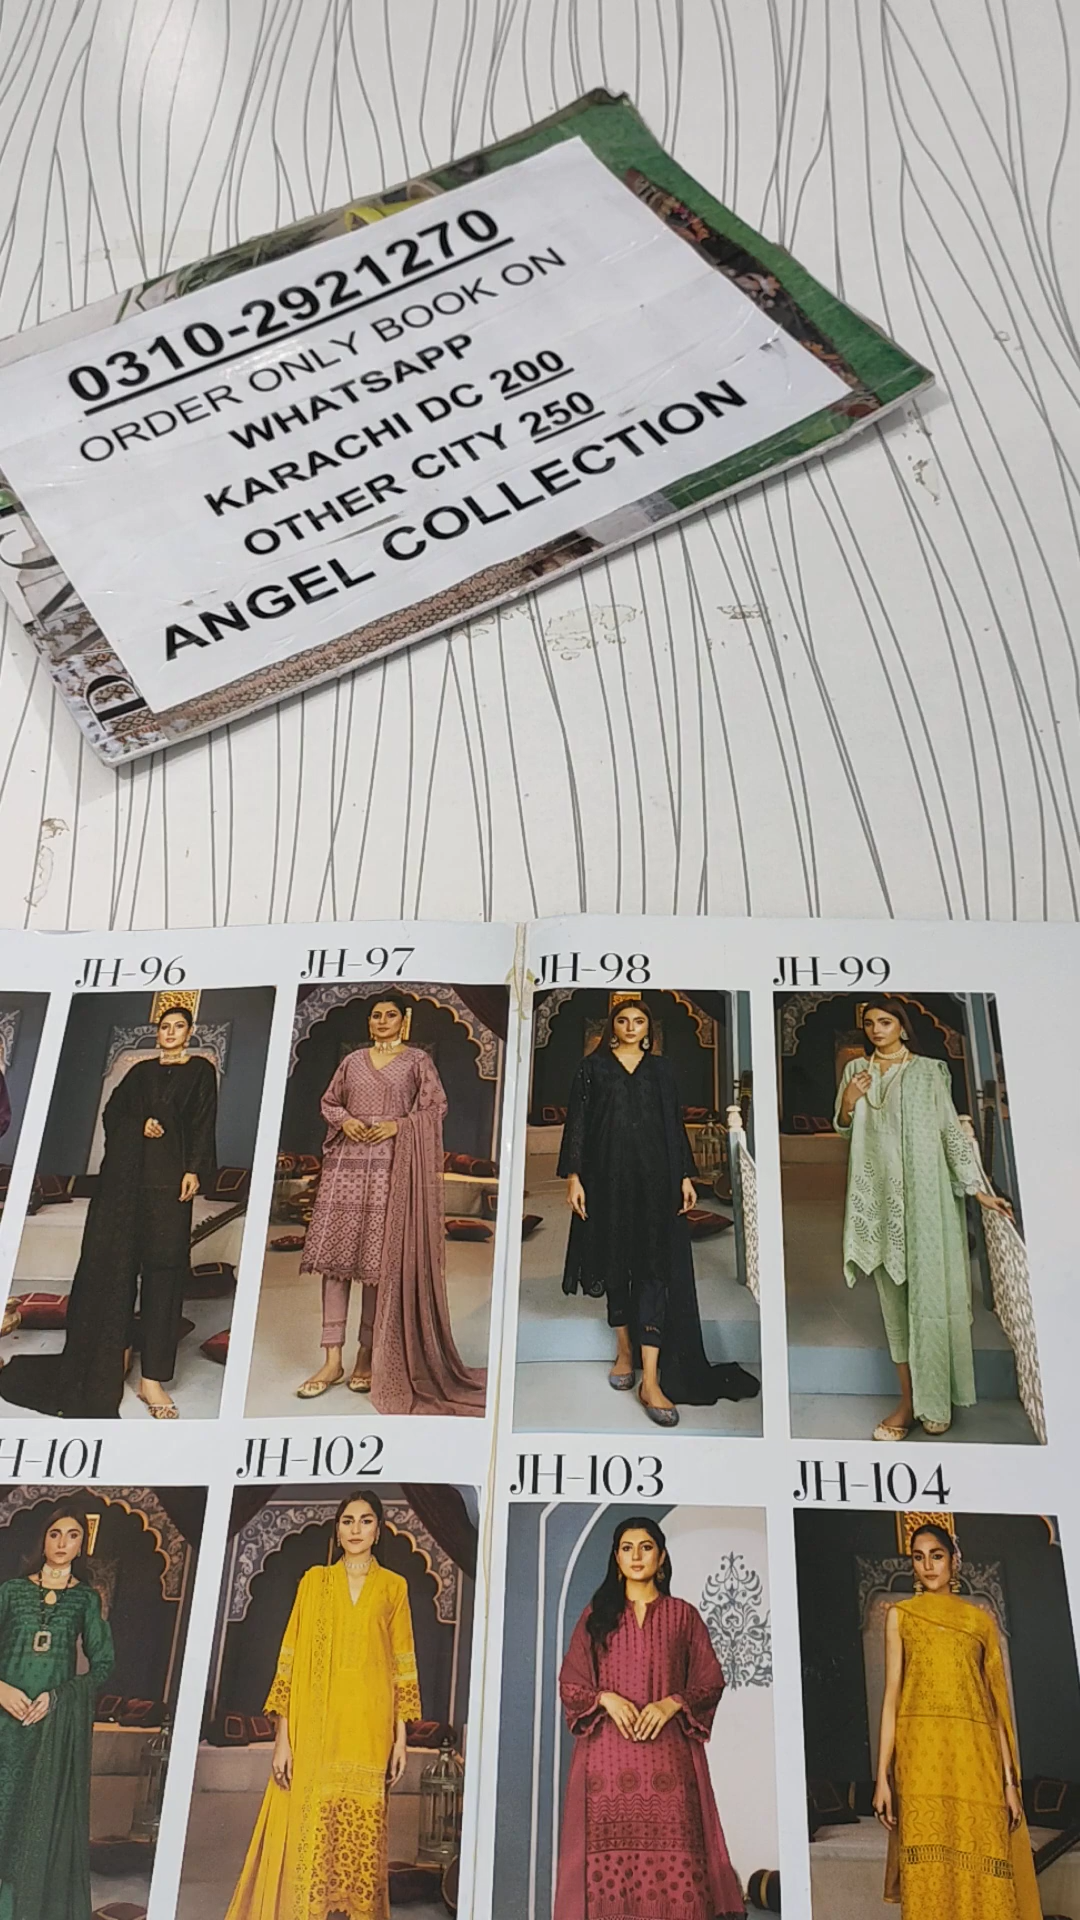 0310-2921270
ORDER ONLY BOOK ON
WHATSAPP
KARACHI DC 200
OTHER CITY 250
ANGEL COLLECTION
JH-96
JH-97
JH-98
JH-99
H-101
JH-102
JH-103
JH-104